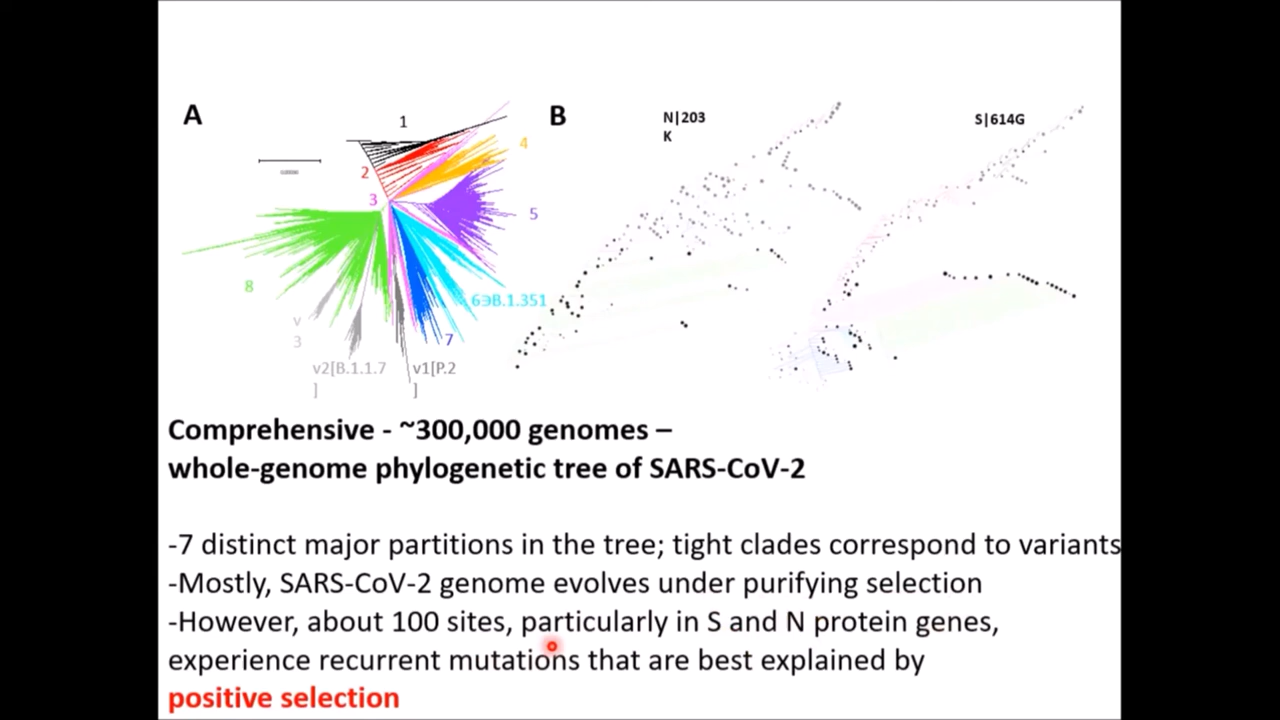 A
B
1
N|203
K
S|614G
4
2
3
5
8
6ЭB.1.351
v
3
7
v2[B.1.1.7
]
v1[P.2
]
Comprehensive - ~300,000 genomes –
whole-genome phylogenetic tree of SARS-CoV-2
-7 distinct major partitions in the tree; tight clades correspond to variants
-Mostly, SARS-CoV-2 genome evolves under purifying selection
-However, about 100 sites, particularly in S and N protein genes,
experience recurrent mutations that are best explained by
positive selection